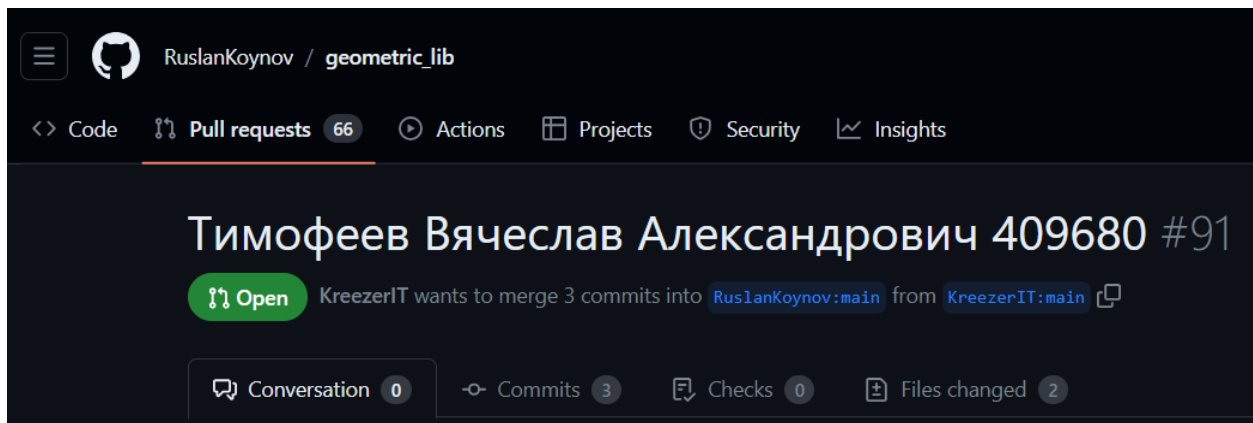 RuslanKoynov / geometric_lib
<> Code Pull requests 66 Actions Projects Security Insights
Тимофеев Вячеслав Александрович 409680 #91
Open KreezerIT wants to merge 3 commits into RuslanKoynov:main from KreezerIT:main
Conversation 0 Commits 3 Checks 0 Files changed 2